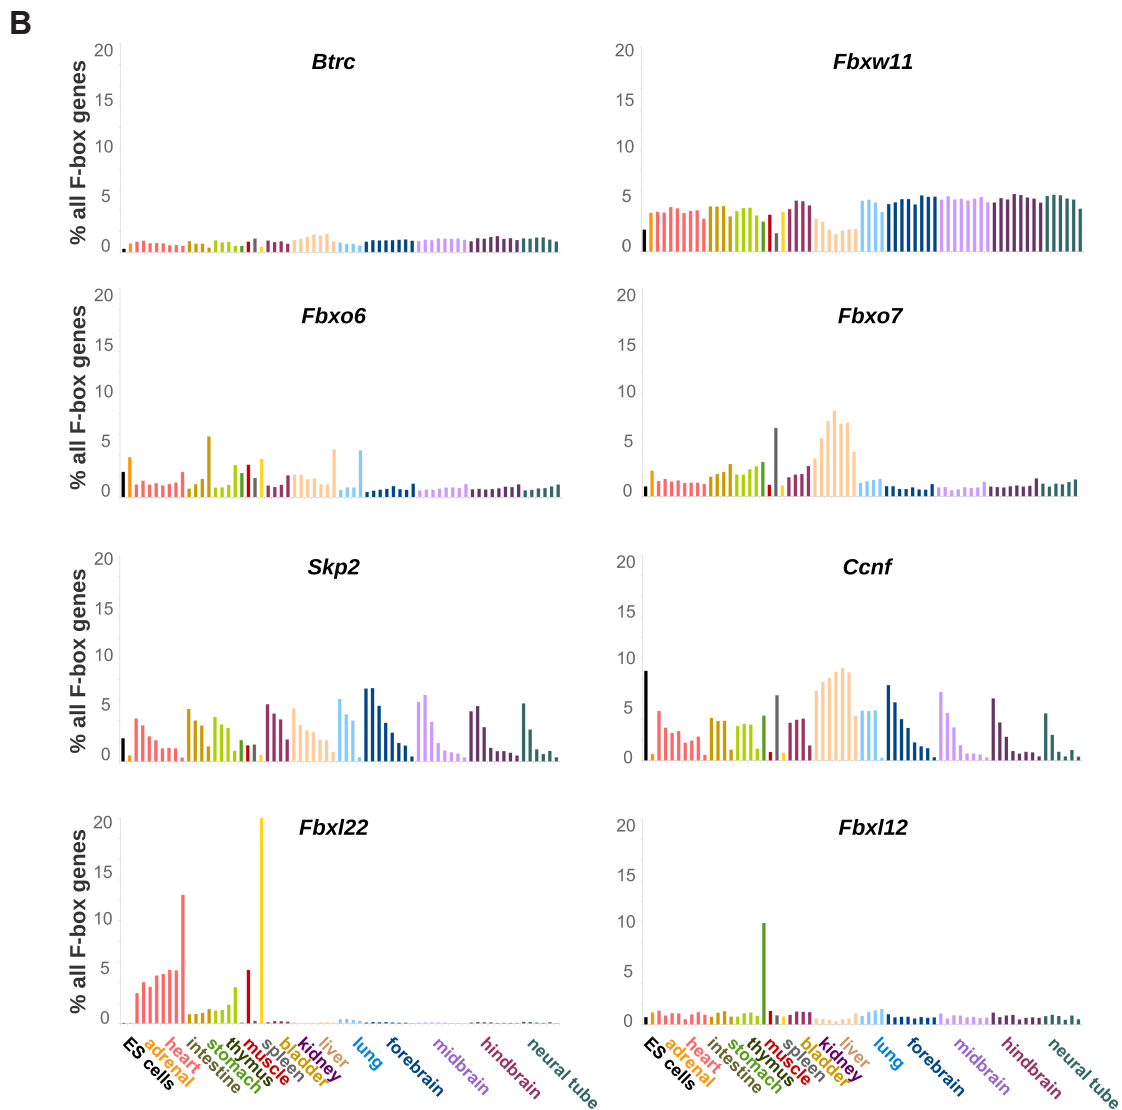 B
Btrc
% all F-box genes
20
15
10
5
0
Fbxw11
20
15
10
5
0
Fbxo6
% all F-box genes
20
15
10
5
0
Fbxo7
20
15
10
5
0
Skp2
% all F-box genes
20
15
10
5
0
Ccnf
20
15
10
5
0
Fbxl22
% all F-box genes
20
15
10
5
0
Fbxl12
20
15
10
5
0
ES cells
adrenal
heart
intestine
stomach
thymus
muscle
spleen
bladder
kidney
liver
lung
forebrain
midbrain
hindbrain
neural tube
ES cells
adrenal
heart
intestine
stomach
thymus
muscle
spleen
bladder
kidney
liver
lung
forebrain
midbrain
hindbrain
neural tube